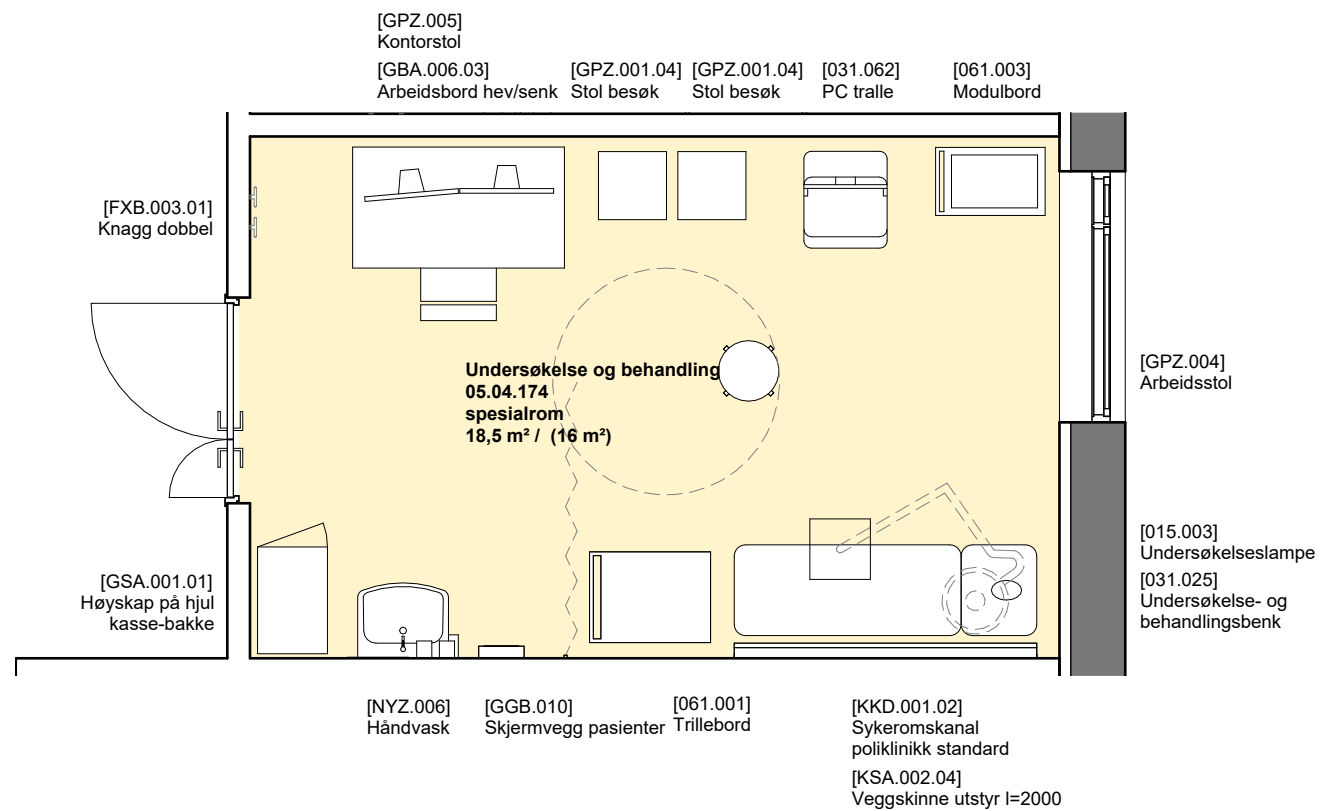 [GPZ.005]
Kontorstol
[GBA.006.03]
Arbeidsbord hev/senk
[GPZ.001.04]
Stol besøk
[GPZ.001.04]
Stol besøk
[031.062]
PC tralle
[061.003]
Modulbord
[FXB.003.01]
Knagg dobbel
Undersøkelse og behandling
05.04.174
spesialrom
18,5 m² / (16 m²)
[GPZ.004]
Arbeidsstol
[GSA.001.01]
Høyskap på hjul
kasse-bakke
[015.003]
Undersøkelseslampe
[031.025]
Undersøkelse- og
behandlingsbenk
[NYZ.006]
Håndvask
[GGB.010]
Skjermvegg pasienter
[061.001]
Trillebord
[KKD.001.02]
Sykeromskanal
poliklinikk standard
[KSA.002.04]
Veggskinne utstyr l=2000